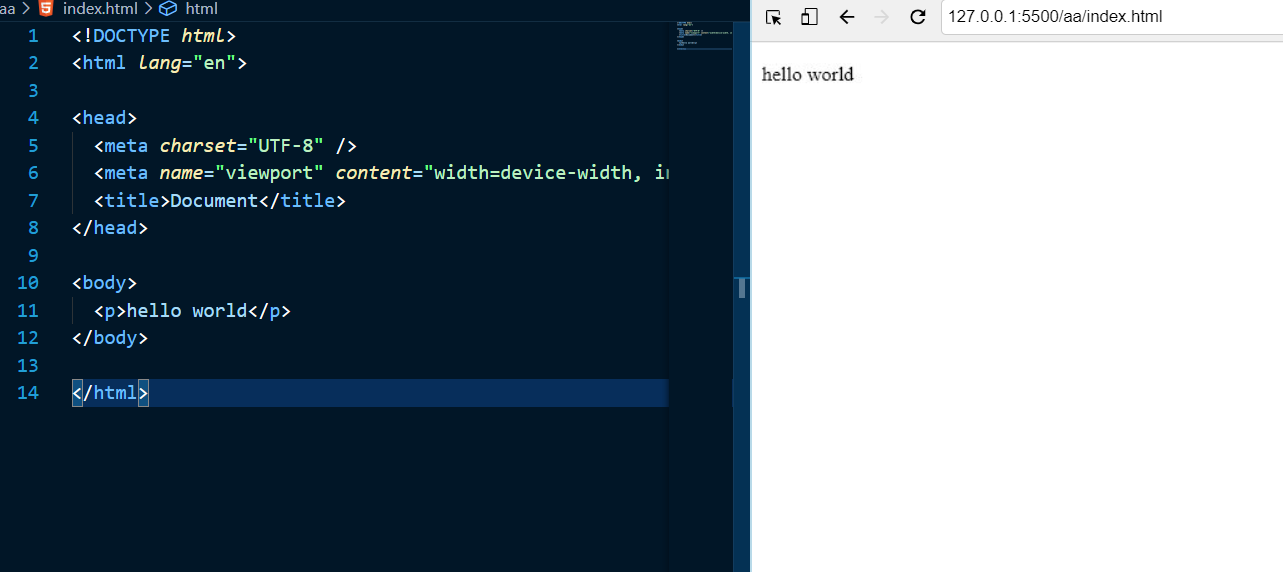 aa > index.html > html
1 <!DOCTYPE html>
2 <html lang="en">
3
4 <head>
5 <meta charset="UTF-8" />
6 <meta name="viewport" content="width=device-width, in
7 <title>Document</title>
8 </head>
9
10 <body>
11 <p>hello world</p>
12 </body>
13
14 </html>
127.0.0.1:5500/aa/index.html
hello world